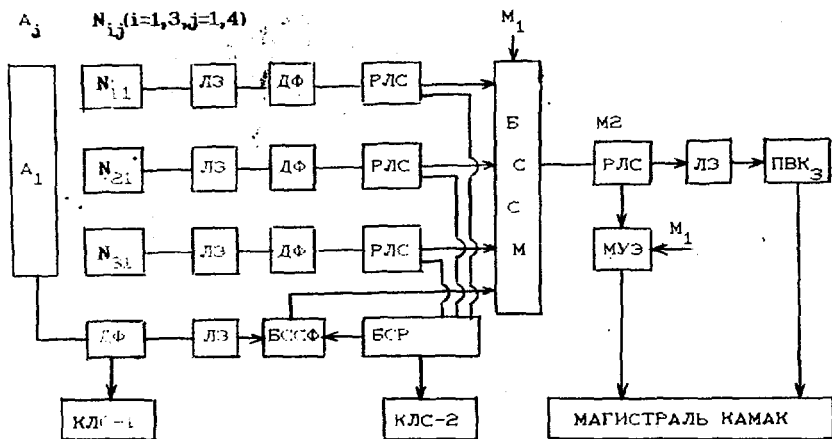 A_j N_ij(i=1,3,j=1,4) M_1
N_11 ЛЗ ДФ РЛС
A_1 Б С С М
N_21 ЛЗ ДФ РЛС
M2
РЛС ЛЗ ПВК_3
N_31 ЛЗ ДФ РЛС
МУЭ M_1
ДФ ЛЗ БССФ БСР
КЛС-1 КЛС-2 МАГИСТРАЛЬ КАМАК